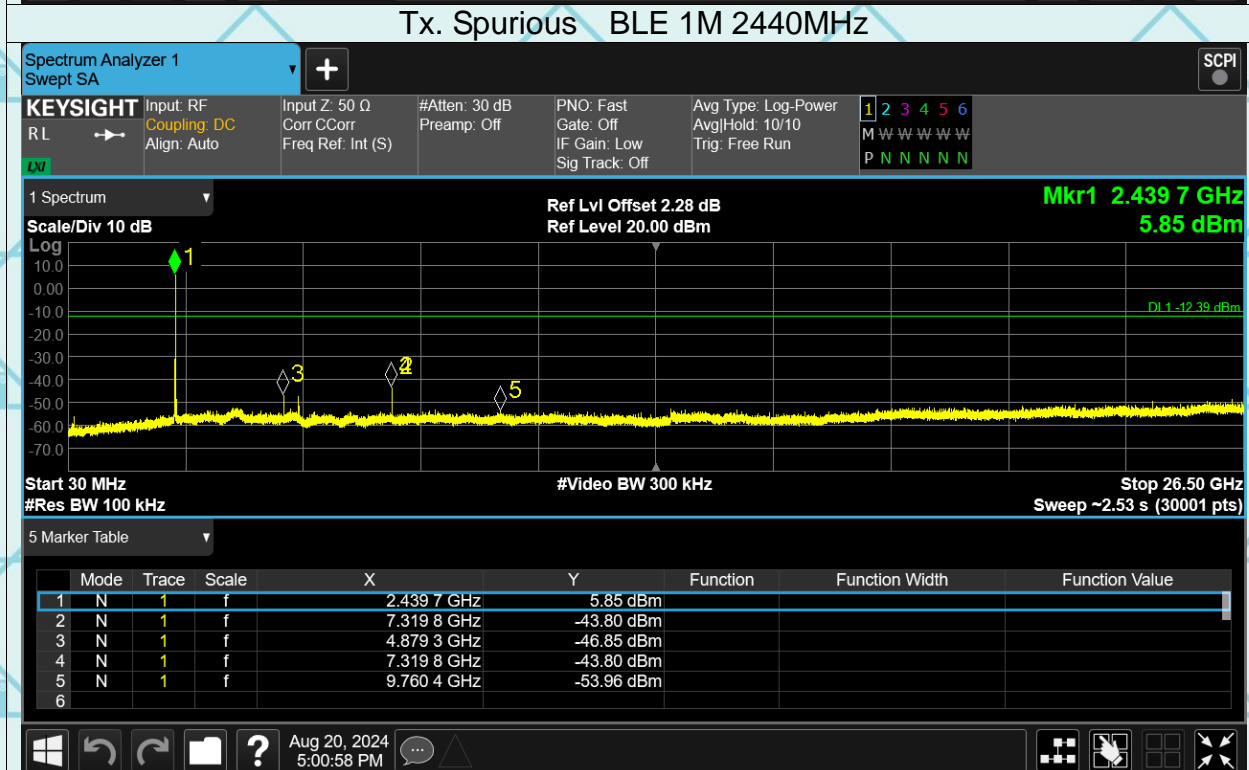 Tx. Spurious BLE 1M 2440MHz
Spectrum Analyzer 1
Swept SA
+
SCPI
KEYSIGHT
R L
LXI
Input: RF
Coupling: DC
Align: Auto
Input Z: 50 Ω
Corr CCorr
Freq Ref: Int (S)
#Atten: 30 dB
Preamp: Off
PNO: Fast
Gate: Off
IF Gain: Low
Sig Track: Off
Avg Type: Log-Power
Avg|Hold: 10/10
Trig: Free Run
1 2 3 4 5 6
M W W W W W
P N N N N N
1 Spectrum
Scale/Div 10 dB
Ref Lvl Offset 2.28 dB
Ref Level 20.00 dBm
Mkr1 2.439 7 GHz
5.85 dBm
Log
10.0
0.00
-10.0
-20.0
-30.0
-40.0
-50.0
-60.0
-70.0
1
DL1 -12.39 dBm
3
2
4
5
Start 30 MHz
#Video BW 300 kHz
Stop 26.50 GHz
#Res BW 100 kHz
Sweep ~2.53 s (30001 pts)
5 Marker Table
Mode Trace Scale X Y Function Function Width Function Value
1 N 1 f 2.439 7 GHz 5.85 dBm
2 N 1 f 7.319 8 GHz -43.80 dBm
3 N 1 f 4.879 3 GHz -46.85 dBm
4 N 1 f 7.319 8 GHz -43.80 dBm
5 N 1 f 9.760 4 GHz -53.96 dBm
6
?
Aug 20, 2024
5:00:58 PM